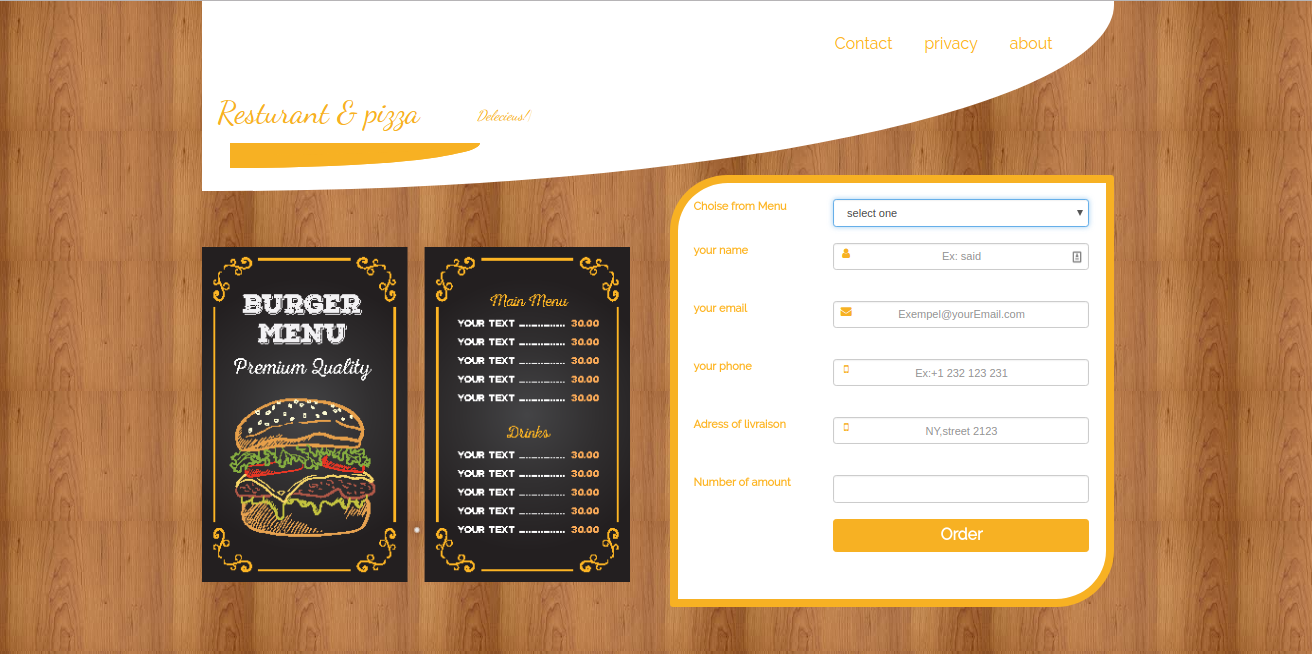 Contact privacy about
Resturant & pizza
Delecious!!
BURGER
MENU
Premium Quality
Main Menu
YOUR TEXT ................ 30.00
YOUR TEXT ................ 30.00
YOUR TEXT ................ 30.00
YOUR TEXT ................ 30.00
YOUR TEXT ................ 30.00
Drinks
YOUR TEXT ................ 30.00
YOUR TEXT ................ 30.00
YOUR TEXT ................ 30.00
YOUR TEXT ................ 30.00
YOUR TEXT ................ 30.00
Choise from Menu
select one
your name
Ex: said
your email
Exempel@yourEmail.com
your phone
Ex:+1 232 123 231
Adress of livraison
NY,street 2123
Number of amount
Order